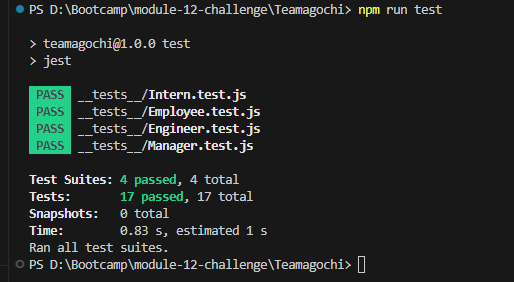 PS D:\Bootcamp\module-12-challenge\Teamagochi> npm run test
> teamagochi@1.0.0 test
> jest
PASS __tests__/Intern.test.js
PASS __tests__/Employee.test.js
PASS __tests__/Engineer.test.js
PASS __tests__/Manager.test.js
Test Suites: 4 passed, 4 total
Tests: 17 passed, 17 total
Snapshots: 0 total
Time: 0.83 s, estimated 1 s
Ran all test suites.
PS D:\Bootcamp\module-12-challenge\Teamagochi>